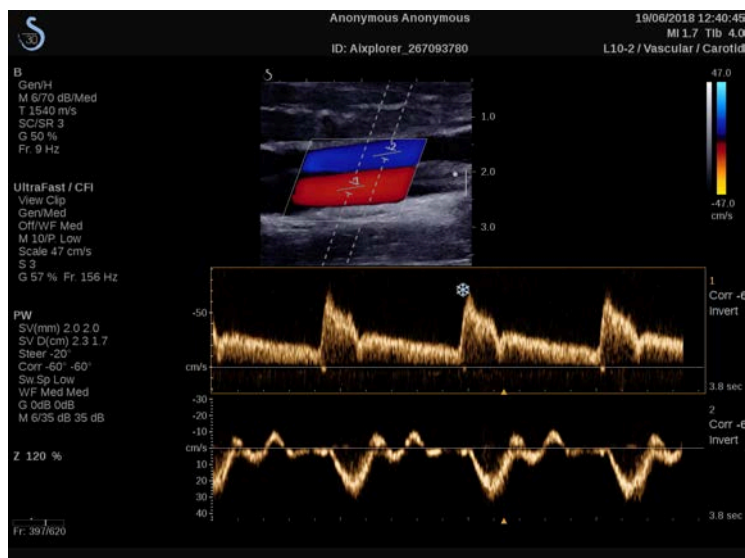 30
Anonymous Anonymous
19/06/2018 12:40:45
MI 1.7 TIb 4.0
ID: Aixplorer_267093780
L10-2 / Vascular / Carotid
B
Gen/H
M 6/70 dB/Med
T 1540 m/s
SC/SR 3
G 50 %
Fr. 9 Hz
UltraFast / CFI
View Clip
Gen/Med
Off/WF Med
M 10/P. Low
Scale 47 cm/s
S 3
G 57 % Fr. 156 Hz
PW
SV(mm) 2.0 2.0
SV D(cm) 2.3 1.7
Steer -20°
Corr -60° -60°
Sw.Sp Low
WF Med Med
G 0dB 0dB
M 6/35 dB 35 dB
Z 120 %
Fr: 397/620
1.0
2.0
3.0
1
2
47.0
-47.0
cm/s
-50
cm/s
1
Corr -6
Invert
3.8 sec
-30
-20
-10
cm/s
10
20
30
40
2
Corr -6
Invert
3.8 sec